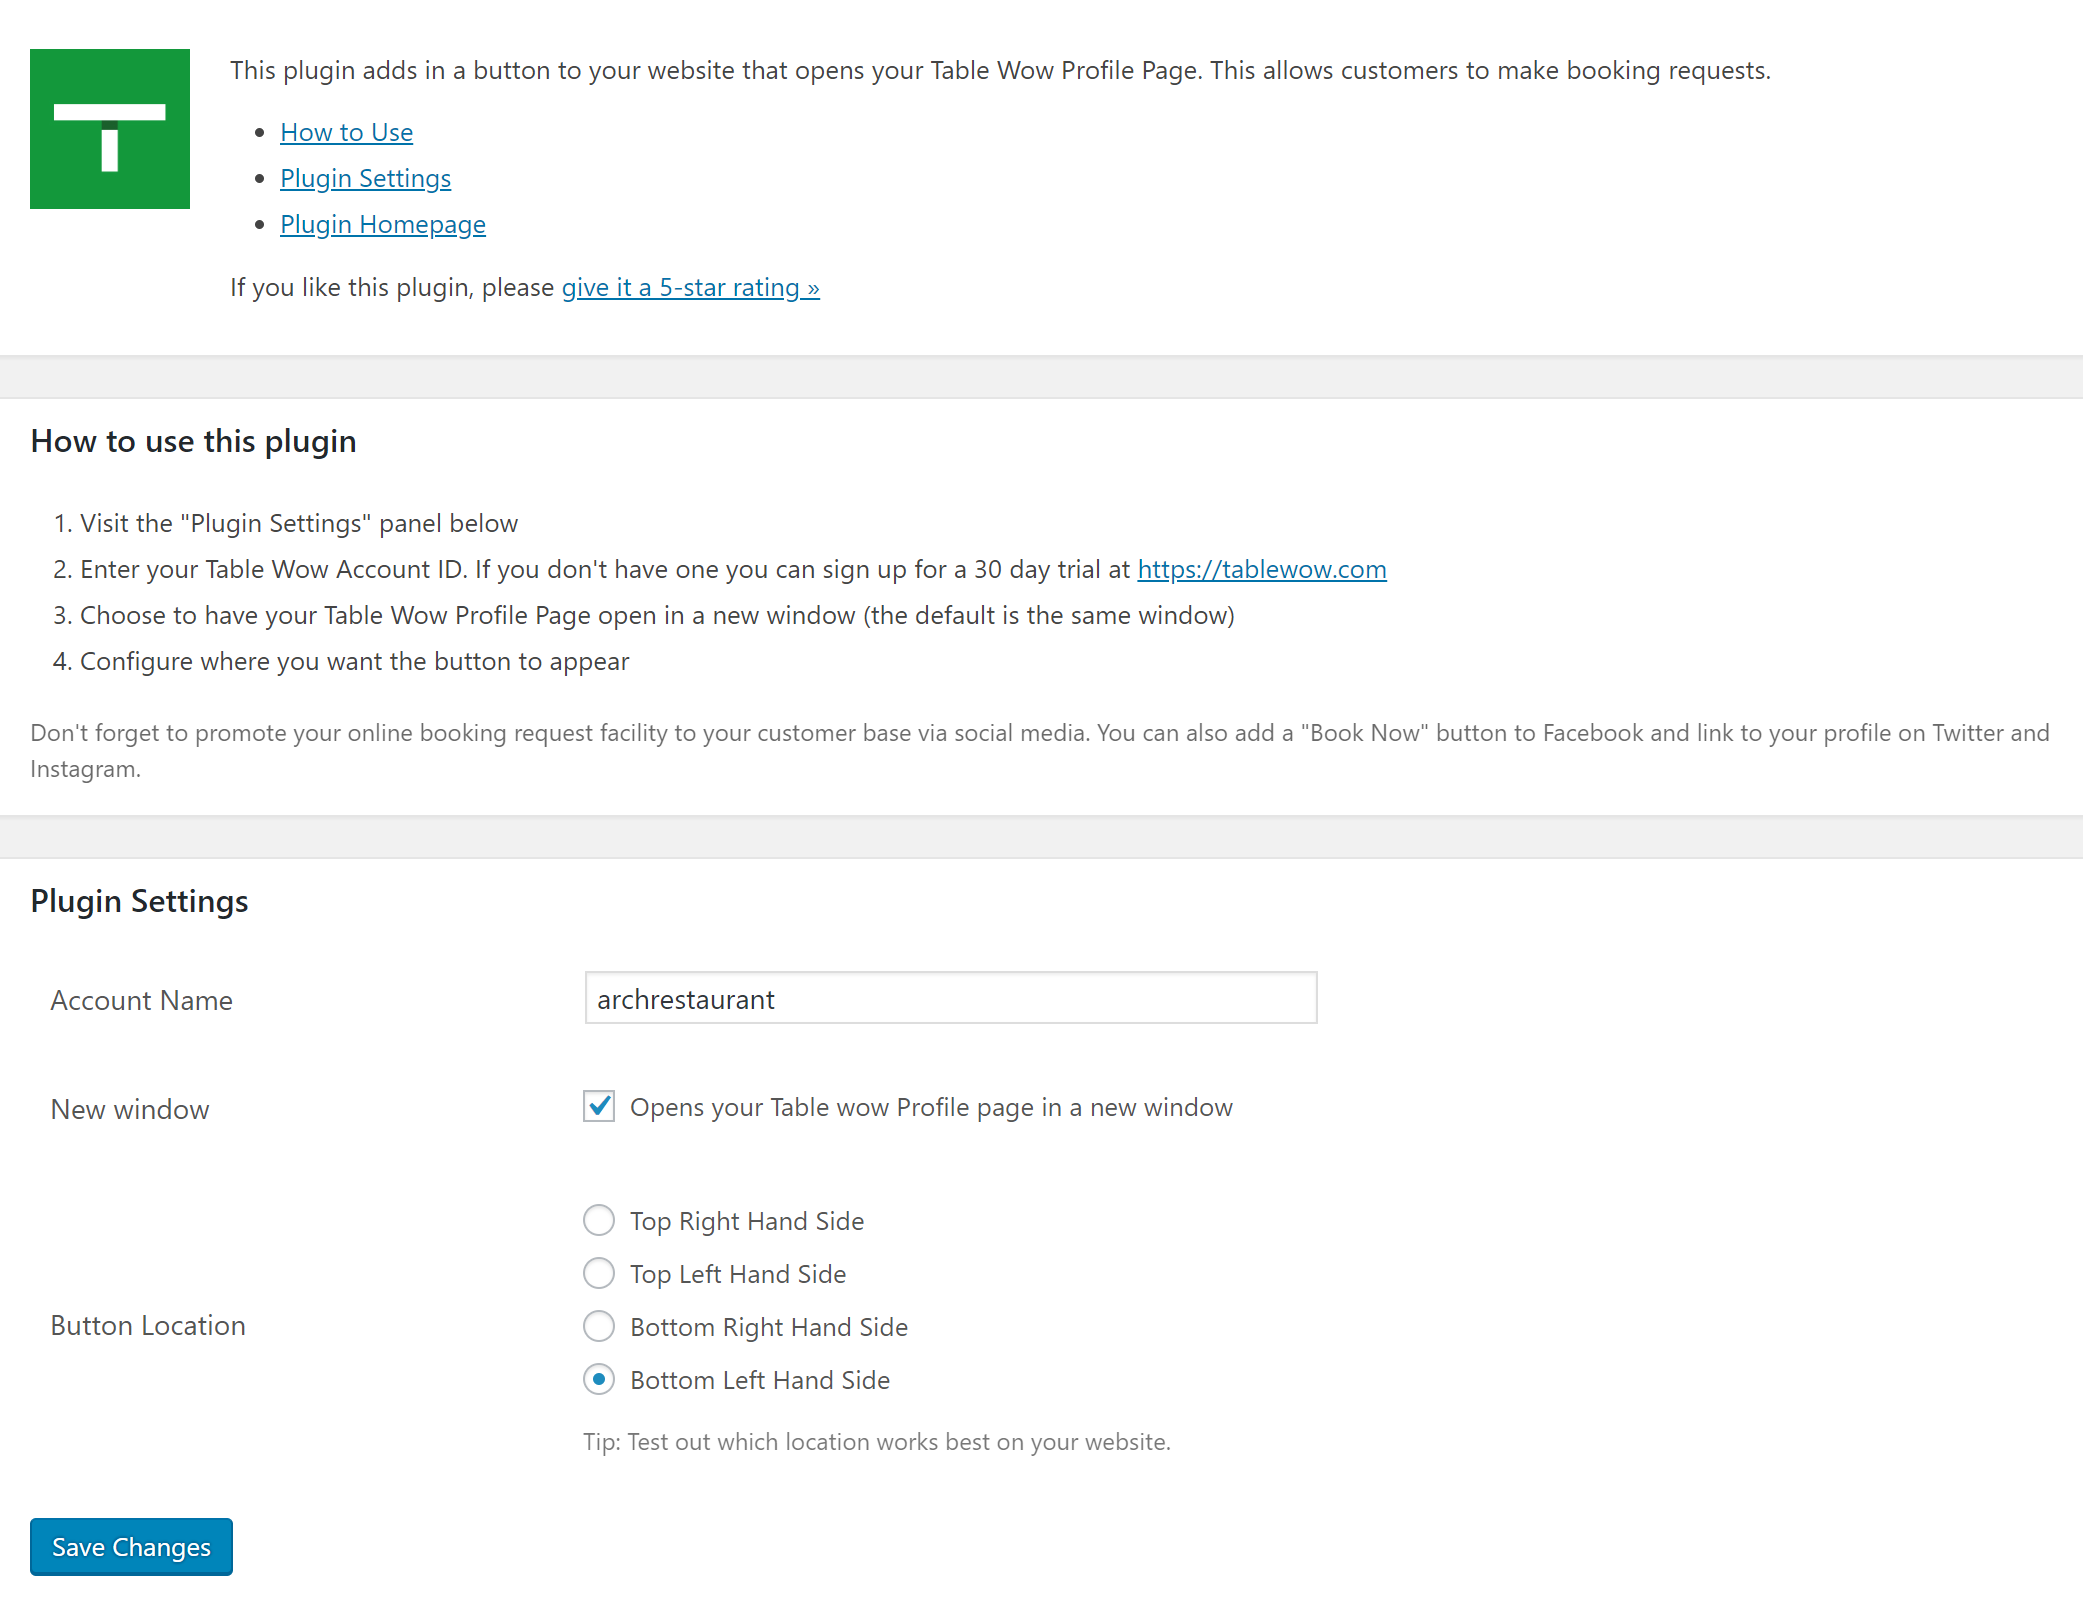 This plugin adds in a button to your website that opens your Table Wow Profile Page. This allows customers to make booking requests.
• How to Use
• Plugin Settings
• Plugin Homepage
If you like this plugin, please give it a 5-star rating »
How to use this plugin
1. Visit the "Plugin Settings" panel below
2. Enter your Table Wow Account ID. If you don't have one you can sign up for a 30 day trial at https://tablewow.com
3. Choose to have your Table Wow Profile Page open in a new window (the default is the same window)
4. Configure where you want the button to appear
Don't forget to promote your online booking request facility to your customer base via social media. You can also add a "Book Now" button to Facebook and link to your profile on Twitter and
Instagram.
Plugin Settings
Account Name
archrestaurant
New window
Opens your Table wow Profile page in a new window
Button Location
Top Right Hand Side
Top Left Hand Side
Bottom Right Hand Side
Bottom Left Hand Side
Tip: Test out which location works best on your website.
Save Changes